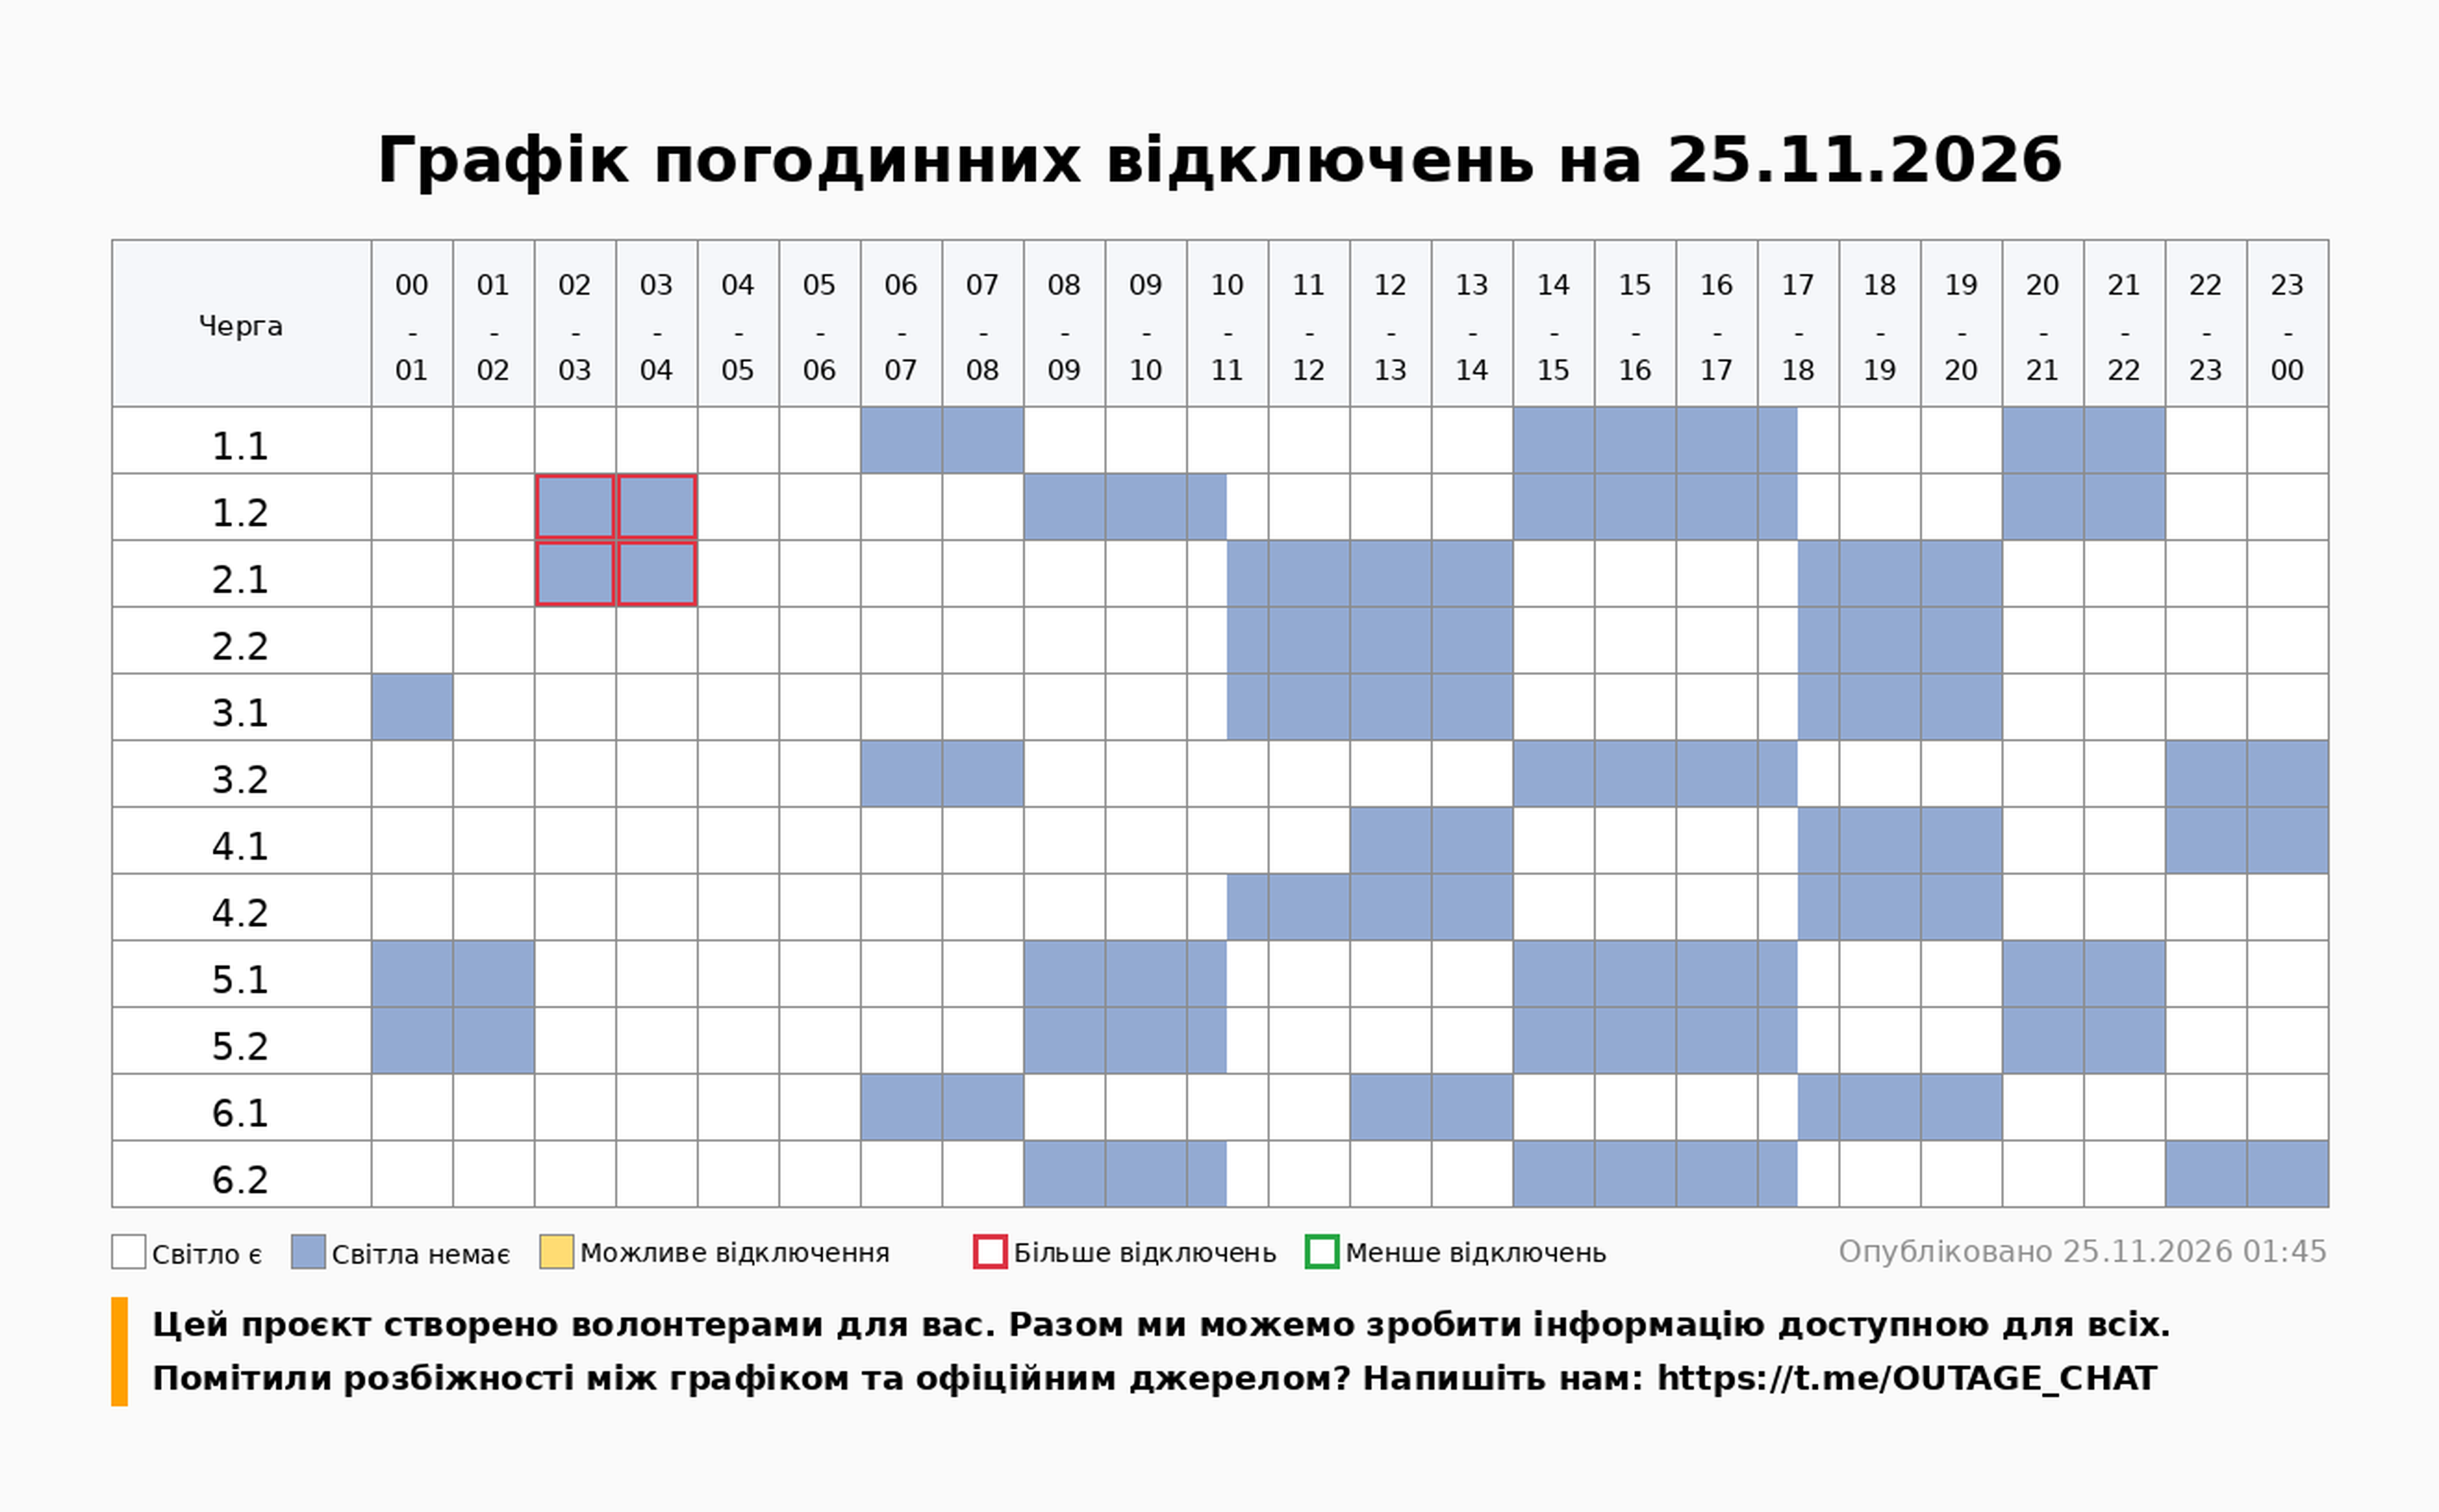 Графік погодинних відключень на 25.11.2026
Черга 00 - 01 01 - 02 02 - 03 03 - 04 04 - 05 05 - 06 06 - 07 07 - 08 08 - 09 09 - 10 10 - 11 11 - 12 12 - 13 13 - 14 14 - 15 15 - 16 16 - 17 17 - 18 18 - 19 19 - 20 20 - 21 21 - 22 22 - 23 23 - 00
1.1
1.2
2.1
2.2
3.1
3.2
4.1
4.2
5.1
5.2
6.1
6.2
Світло є Світла немає Можливе відключення Більше відключень Менше відключень Опубліковано 25.11.2026 01:45
Цей проєкт створено волонтерами для вас. Разом ми можемо зробити інформацію доступною для всіх.
Помітили розбіжності між графіком та офіційним джерелом? Напишіть нам: https://t.me/OUTAGE_CHAT